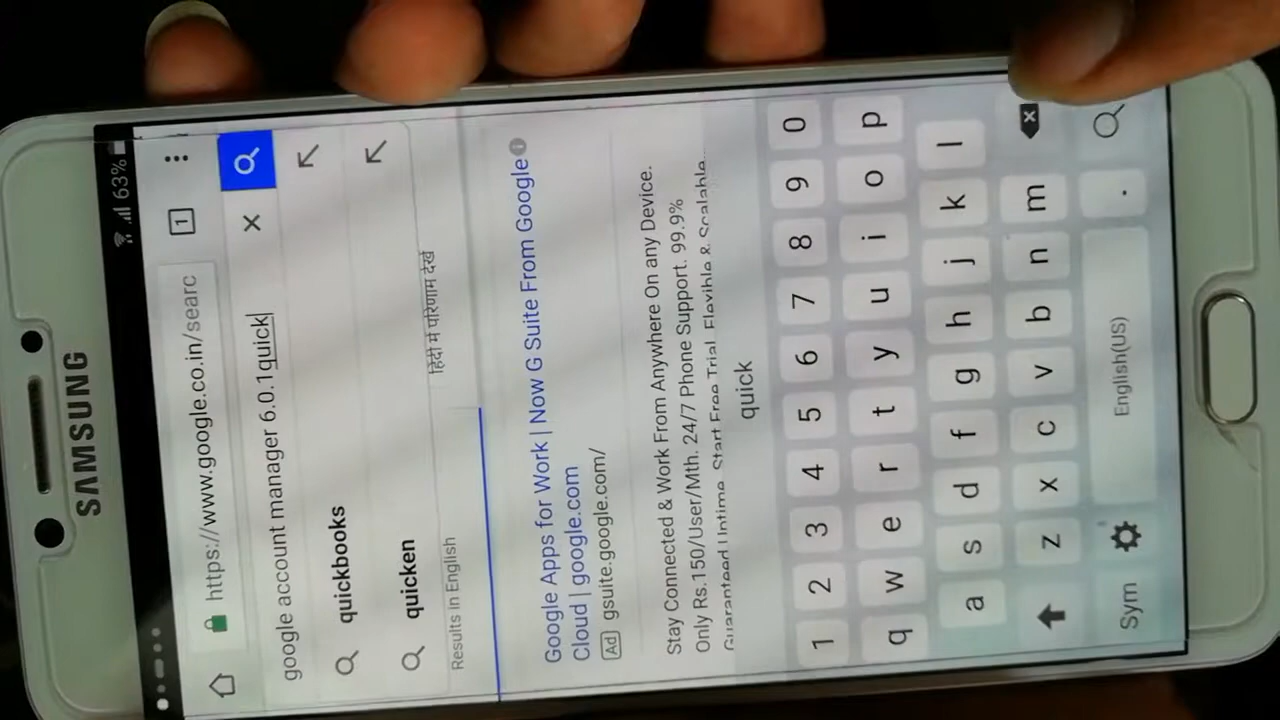 SAMSUNG
63%
https://www.google.co.in/searc
1
google account manager 6.0.1quick
quickbooks
quicken
Results in English
हिंदी में परिणाम देखें
Google Apps for Work | Now G Suite From Google
Cloud | google.com
Ad gsuite.google.com/
Stay Connected & Work From Anywhere On any Device.
Only Rs.150/User/Mth. 24/7 Phone Support. 99.9%
Guaranteed Uptime. Start Free Trial. Flexible & Scalable.
quick
1 2 3 4 5 6 7 8 9 0
q w e r t y u i o p
a s d f g h j k l
z x c v b n m
Sym English(US) .